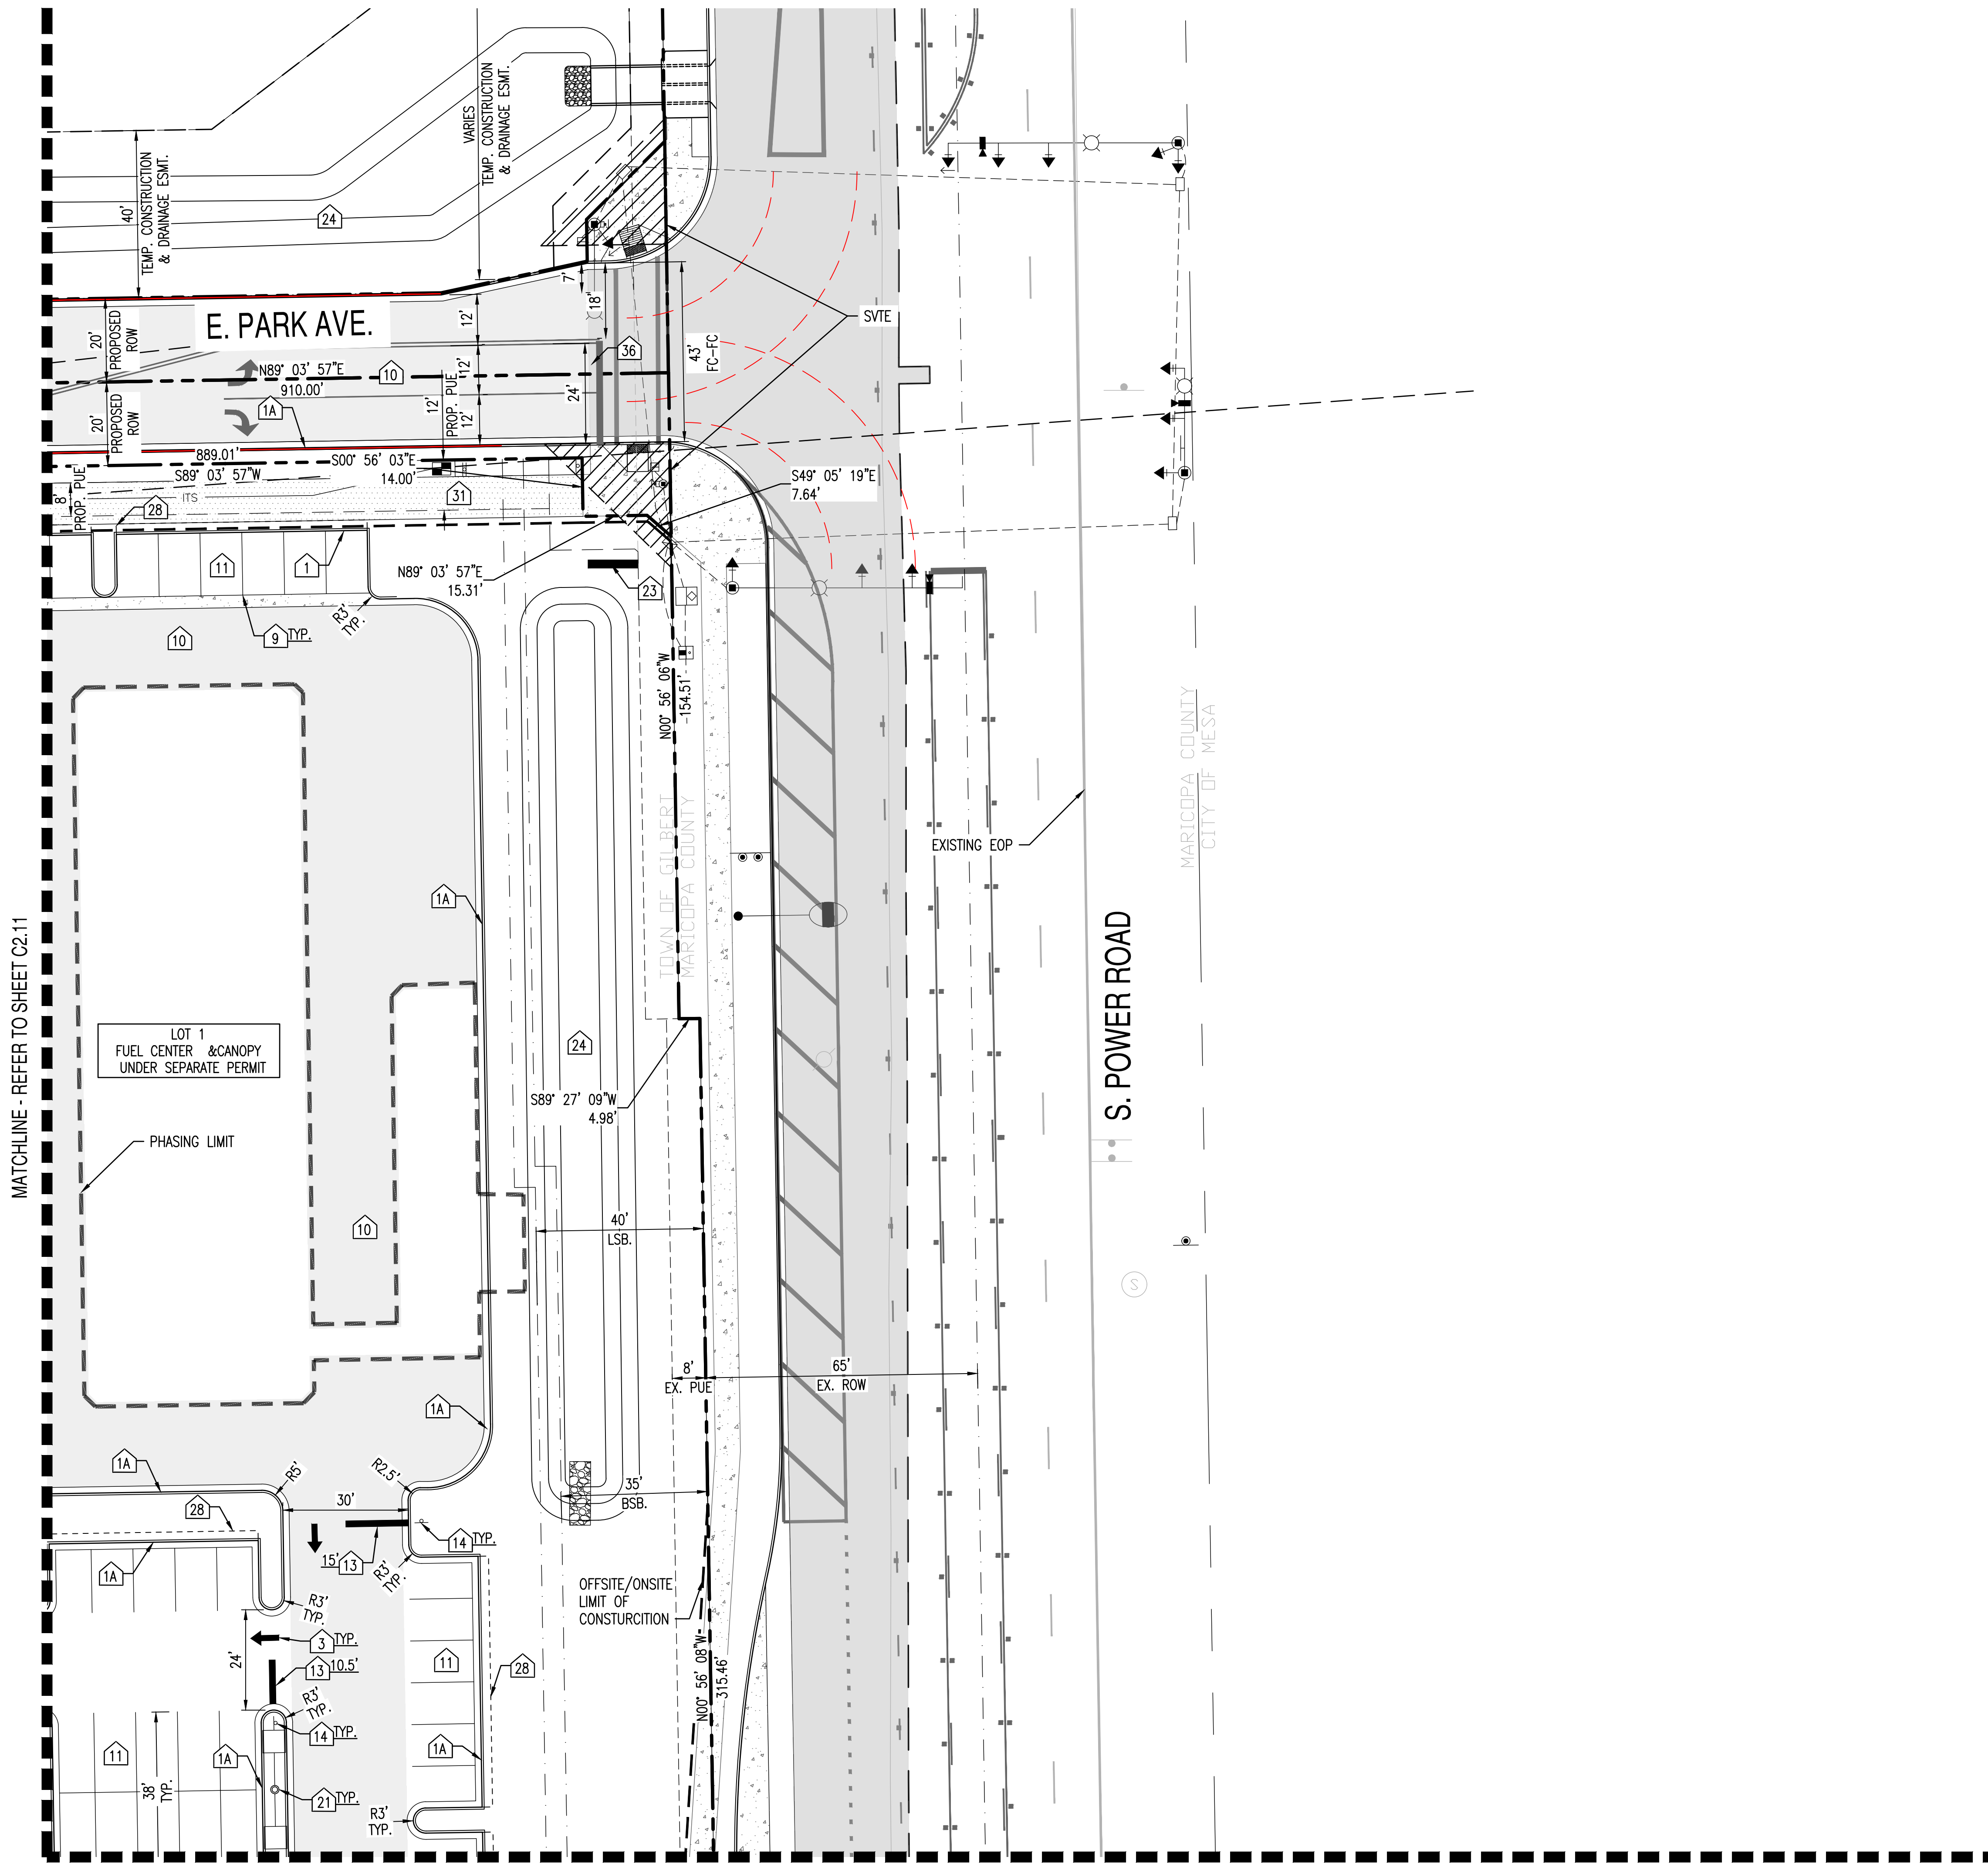 VARIES
TEMP. CONSTRUCTION
& DRAINAGE ESMT.
40'
TEMP. CONSTRUCTION
& DRAINAGE ESMT.
24
7'
18"
SVTE
E. PARK AVE.
20'
PROPOSED
ROW
12'
36
43'
FC-FC
N89° 03' 57"E
10
910.00'
12'
24'
20'
PROPOSED
ROW
1A
12'
PROP. PUE
12'
889.01'
S00° 56' 03"E
14.00'
S89° 03' 57"W
8'
PROP. PUE
ITS
31
28
S49° 05' 19"E
7.64'
11
1
N89° 03' 57"E
15.31'
23
R3'
TYP.
9 TYP.
10
N00° 56' 06"W
154.51'
TOWN OF GILBERT
MARICOPA COUNTY
MARICOPA COUNTY
CITY OF MESA
EXISTING EOP
1A
S. POWER ROAD
MATCHLINE - REFER TO SHEET C2.11
LOT 1
FUEL CENTER &CANOPY
UNDER SEPARATE PERMIT
24
S89° 27' 09"W
4.98'
PHASING LIMIT
10
40'
LSB.
S
8'
EX. PUE
65'
EX. ROW
1A
1A
R5'
R2.5'
35'
BSB.
28
30'
14 TYP.
15' 13
1A
R3'
TYP.
OFFSITE/ONSITE
LIMIT OF
CONSTURCITION
R3'
TYP.
3 TYP.
24'
13 10.5'
11
28
N00° 56' 08"W
315.46'
R3'
TYP.
14 TYP.
11
1A
1A
38'
TYP.
21 TYP.
R3'
TYP.